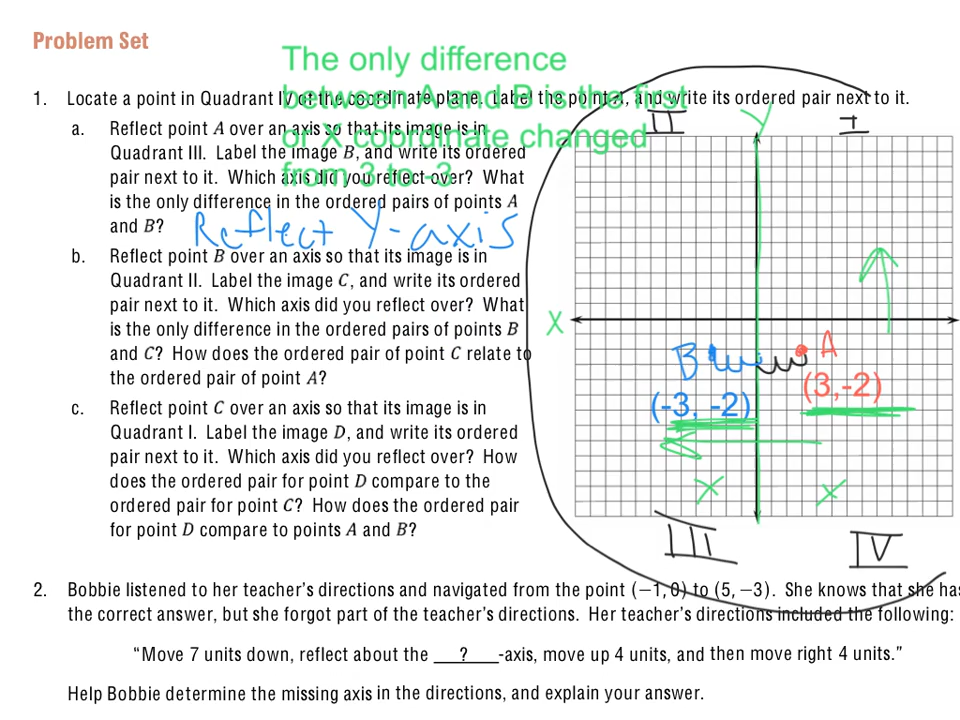 Problem Set
The only difference
between A and B is the first
or X coordinate changed
from 3 to -3
1. Locate a point in Quadrant IV of the coordinate plane. Label the point A, and write its ordered pair next to it.
a. Reflect point A over an axis so that its image is in
Quadrant III. Label the image B, and write its ordered
pair next to it. Which axis did you reflect over? What
is the only difference in the ordered pairs of points A
and B?
Reflect Y-axis
b. Reflect point B over an axis so that its image is in
Quadrant II. Label the image C, and write its ordered
pair next to it. Which axis did you reflect over? What
is the only difference in the ordered pairs of points B
and C? How does the ordered pair of point C relate to
the ordered pair of point A?
c. Reflect point C over an axis so that its image is in
Quadrant I. Label the image D, and write its ordered
pair next to it. Which axis did you reflect over? How
does the ordered pair for point D compare to the
ordered pair for point C? How does the ordered pair
for point D compare to points A and B?
II
Y
I
X
B
A
(-3, -2)
(3,-2)
X
X
III
IV
2. Bobbie listened to her teacher's directions and navigated from the point (−1, 0) to (5, −3). She knows that she has
the correct answer, but she forgot part of the teacher's directions. Her teacher's directions included the following:
"Move 7 units down, reflect about the ___?___-axis, move up 4 units, and then move right 4 units."
Help Bobbie determine the missing axis in the directions, and explain your answer.